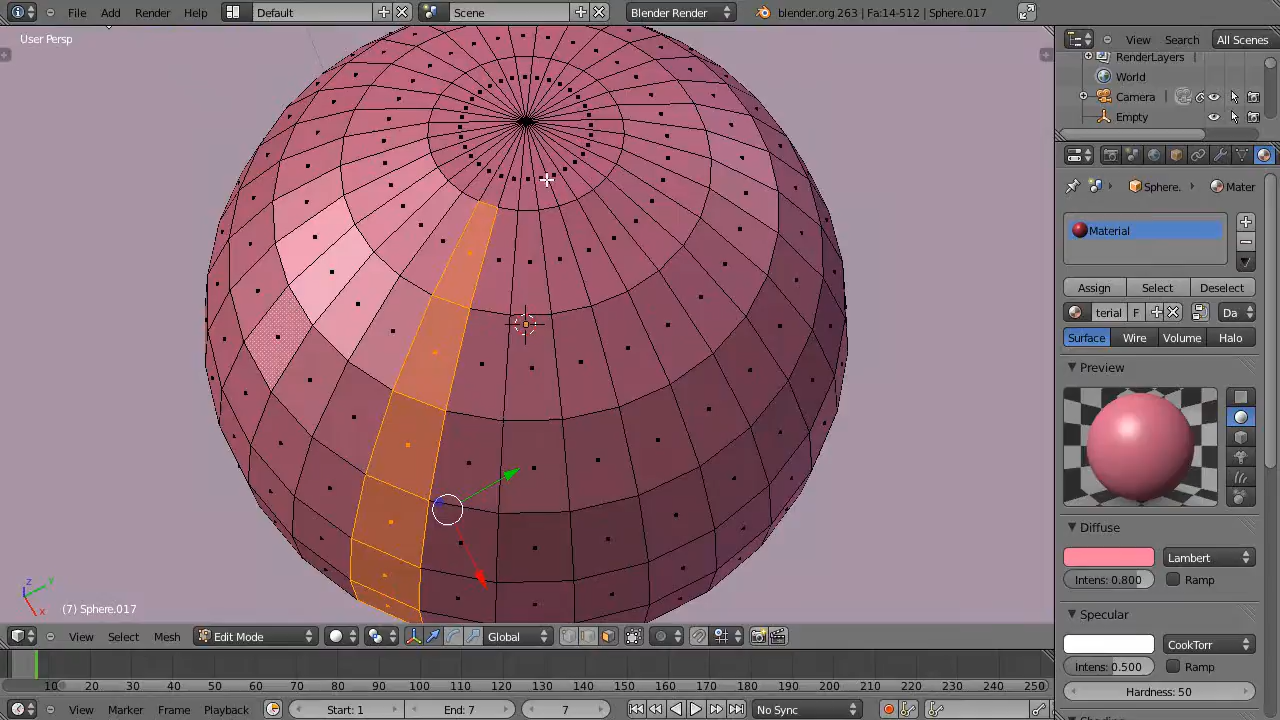 File Add Render Help Default Scene Blender Render blender.org 263 | Fa:14-512 | Sphere.017
User Persp
View Search All Scenes
RenderLayers
World
Camera
Empty
Sphere. Mater
Material
Assign Select Deselect
terial F Da
Surface Wire Volume Halo
Preview
Diffuse
Lambert
Intens: 0.800 Ramp
Specular
CookTorr
Intens: 0.500 Ramp
Hardness: 50
z y
x
(7) Sphere.017
View Select Mesh Edit Mode Global
10 20 30 40 50 60 70 80 90 100 110 120 130 140 150 160 170 180 190 200 210 220 230 240 250
View Marker Frame Playback Start: 1 End: 7 7 No Sync